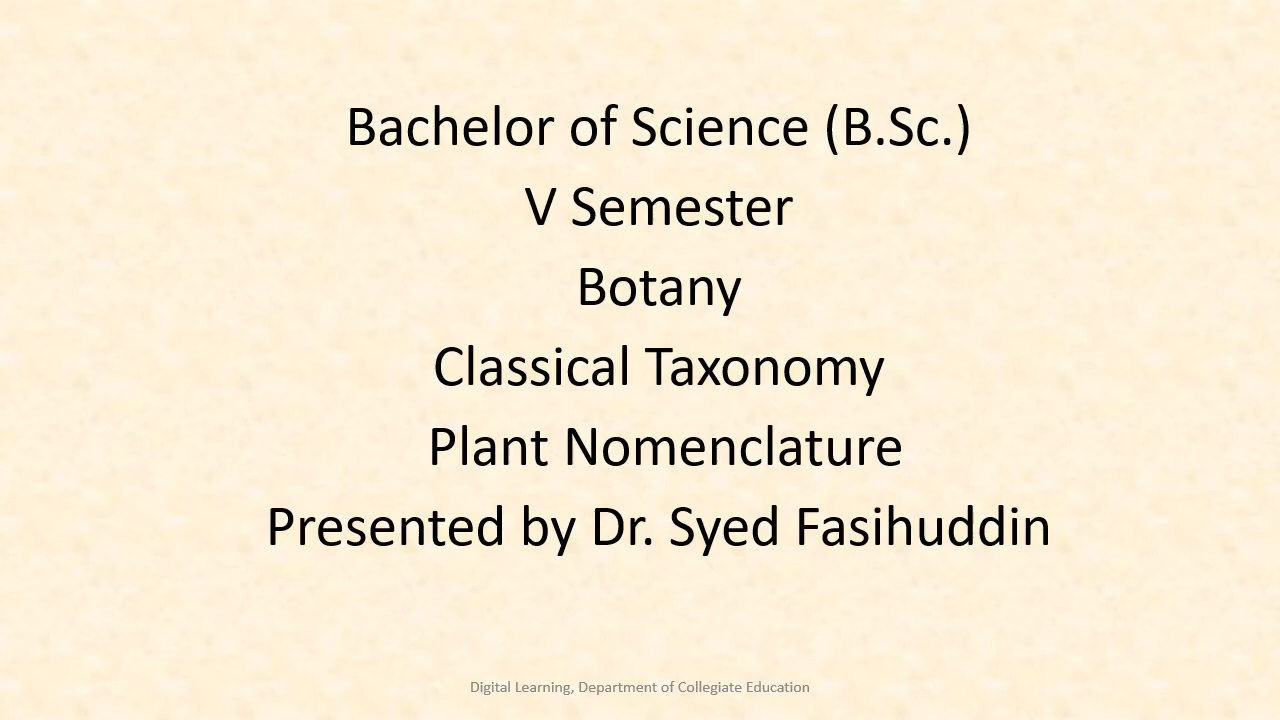 Bachelor of Science (B.Sc.)
V Semester
Botany
Classical Taxonomy
Plant Nomenclature
Presented by Dr. Syed Fasihuddin
Digital Learning, Department of Collegiate Education